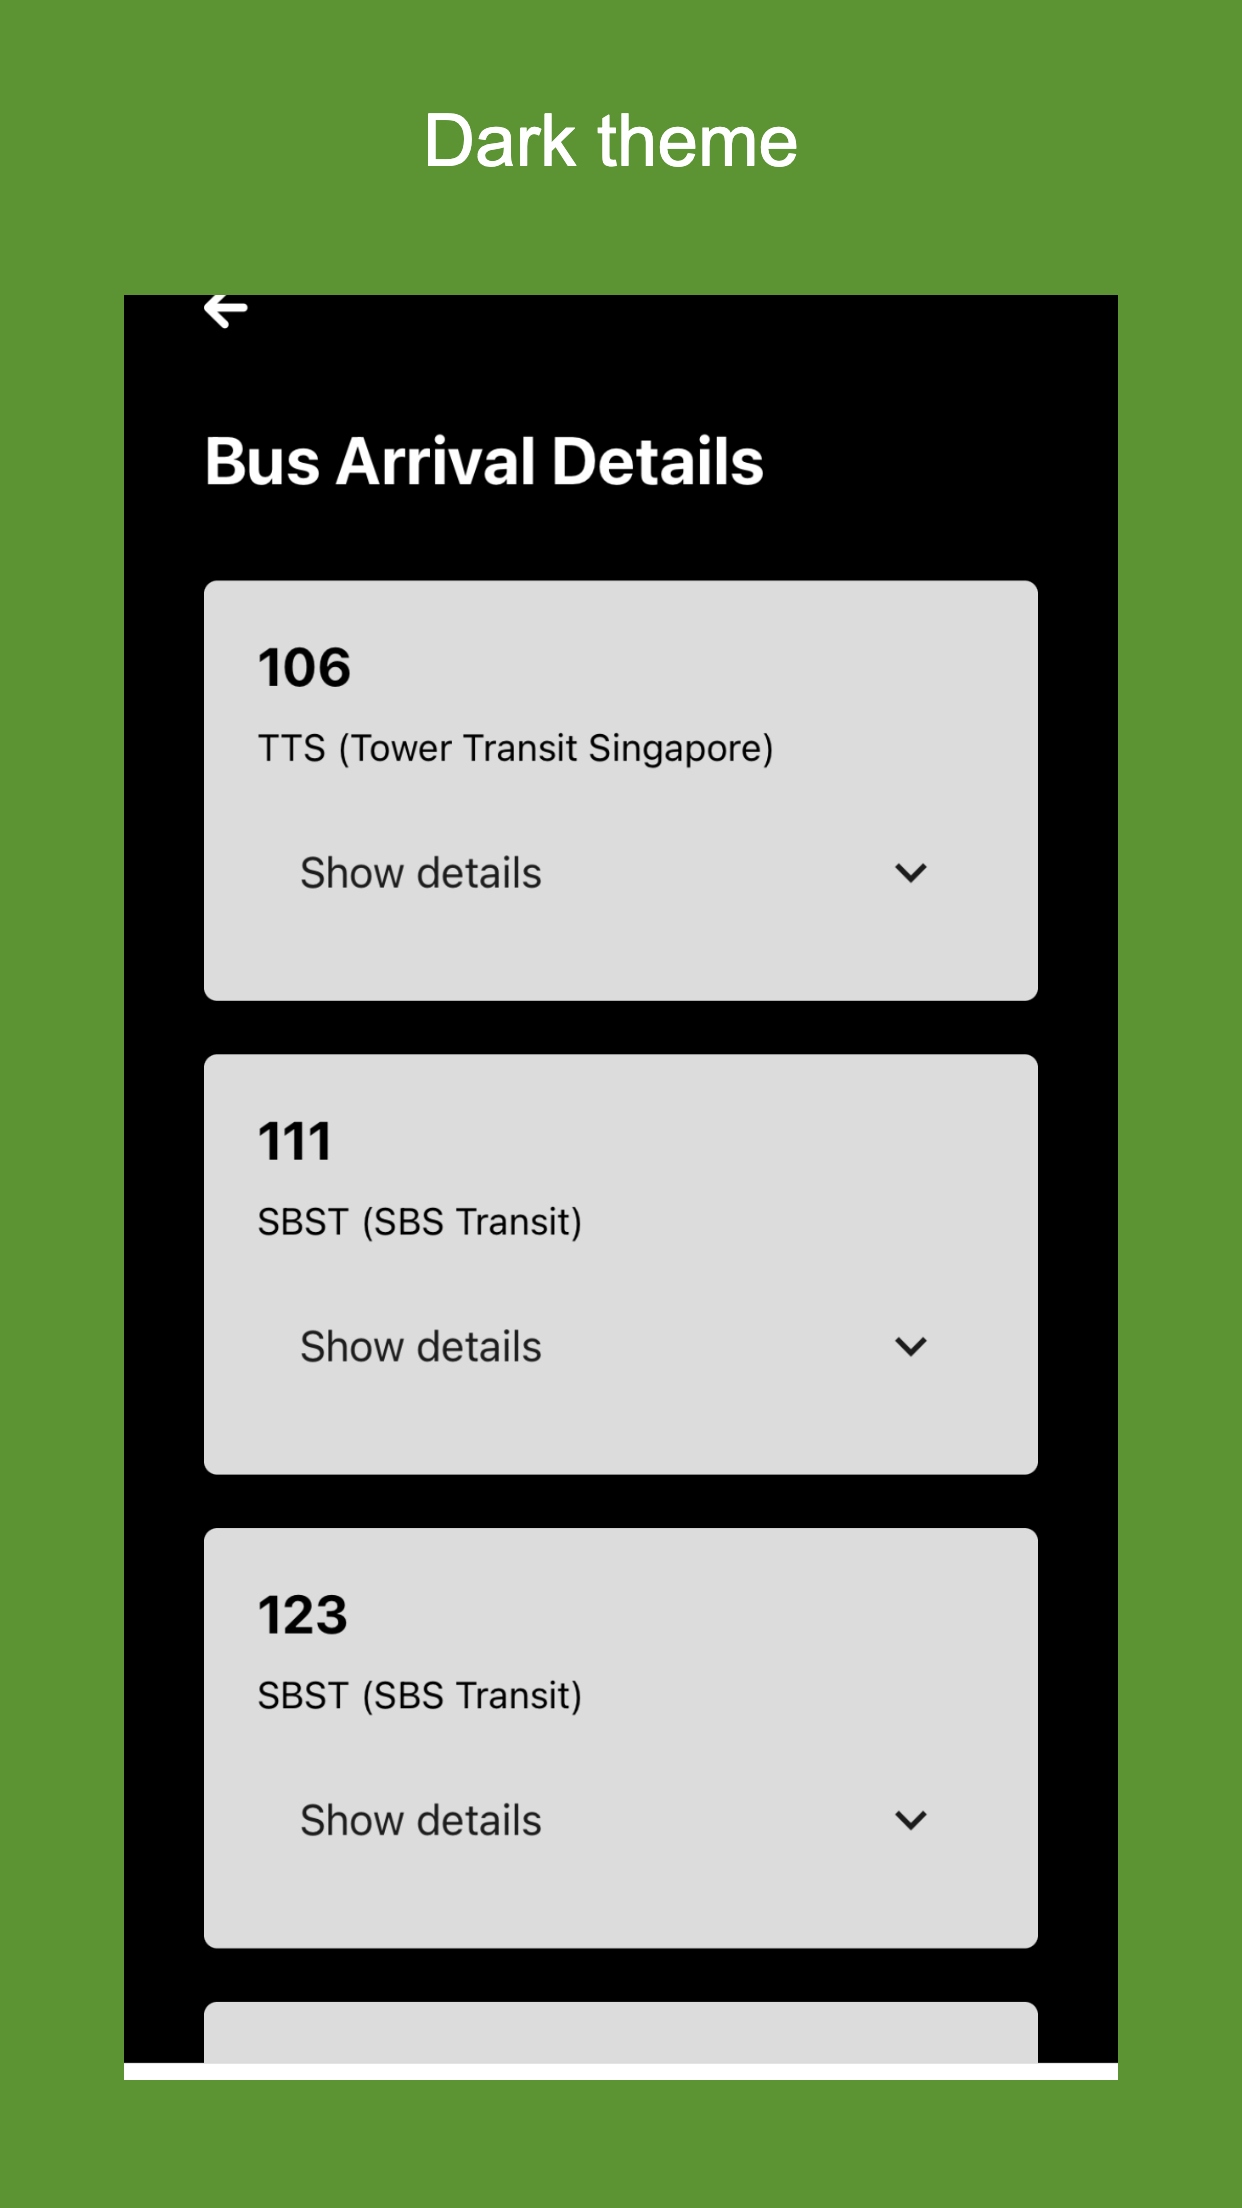 Dark theme
Bus Arrival Details
106
TTS (Tower Transit Singapore)
Show details
111
SBST (SBS Transit)
Show details
123
SBST (SBS Transit)
Show details